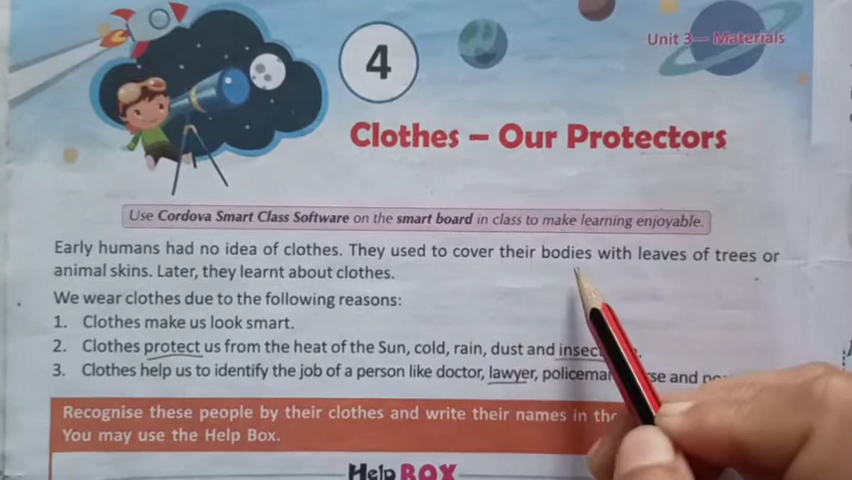 Unit 3— Materials
4
Clothes – Our Protectors
Use Cordova Smart Class Software on the smart board in class to make learning enjoyable.
Early humans had no idea of clothes. They used to cover their bodies with leaves of trees or
animal skins. Later, they learnt about clothes.
We wear clothes due to the following reasons:
1. Clothes make us look smart.
2. Clothes protect us from the heat of the Sun, cold, rain, dust and
3. Clothes help us to identify the job of a person like doctor, lawyer, and
Recognise these people by their clothes and write their names in
You may use the Help Box.
Help BOX